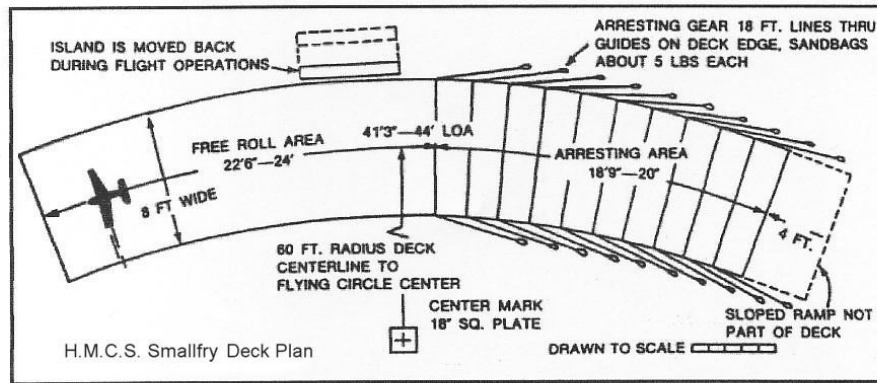 ISLAND IS MOVED BACK
DURING FLIGHT OPERATIONS
ARRESTING GEAR 18 FT. LINES THRU
GUIDES ON DECK EDGE, SANDBAGS
ABOUT 5 LBS EACH
FREE ROLL AREA
22'6"—24'
41'3"—44' LOA
ARRESTING AREA
18'9"—20"
8 FT WIDE
4 FT.
60 FT. RADIUS DECK
CENTERLINE TO
FLYING CIRCLE CENTER
CENTER MARK
18" SQ. PLATE
SLOPED RAMP NOT
PART OF DECK
H.M.C.S. Smallfry Deck Plan
DRAWN TO SCALE